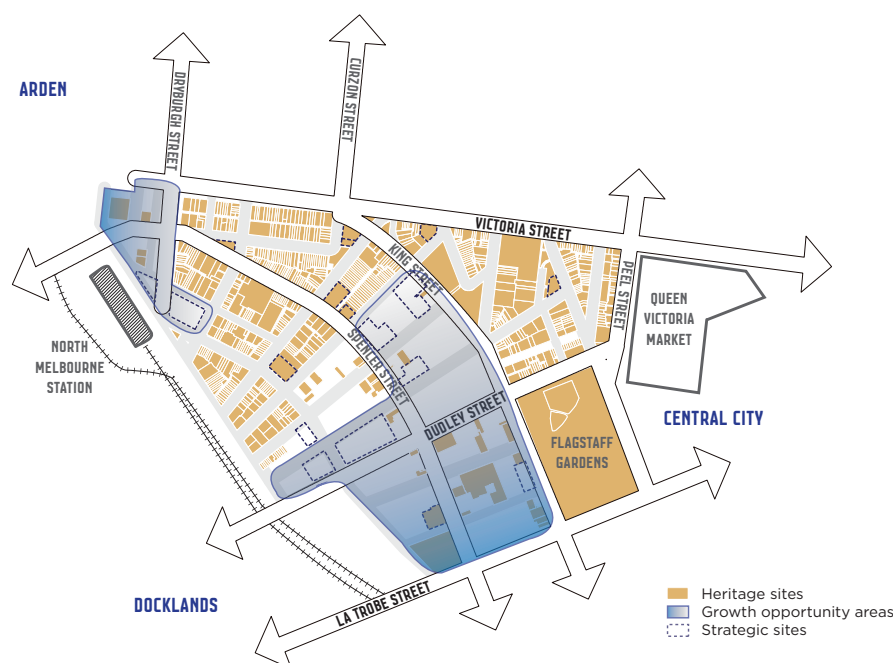 ARDEN
DRYBURGH STREET
CURZON STREET
VICTORIA STREET
KING STREET
PEEL STREET
QUEEN
VICTORIA
MARKET
NORTH
MELBOURNE
STATION
SPENCER STREET
DUDLEY STREET
CENTRAL CITY
FLAGSTAFF
GARDENS
DOCKLANDS
LA TROBE STREET
Heritage sites
Growth opportunity areas
Strategic sites